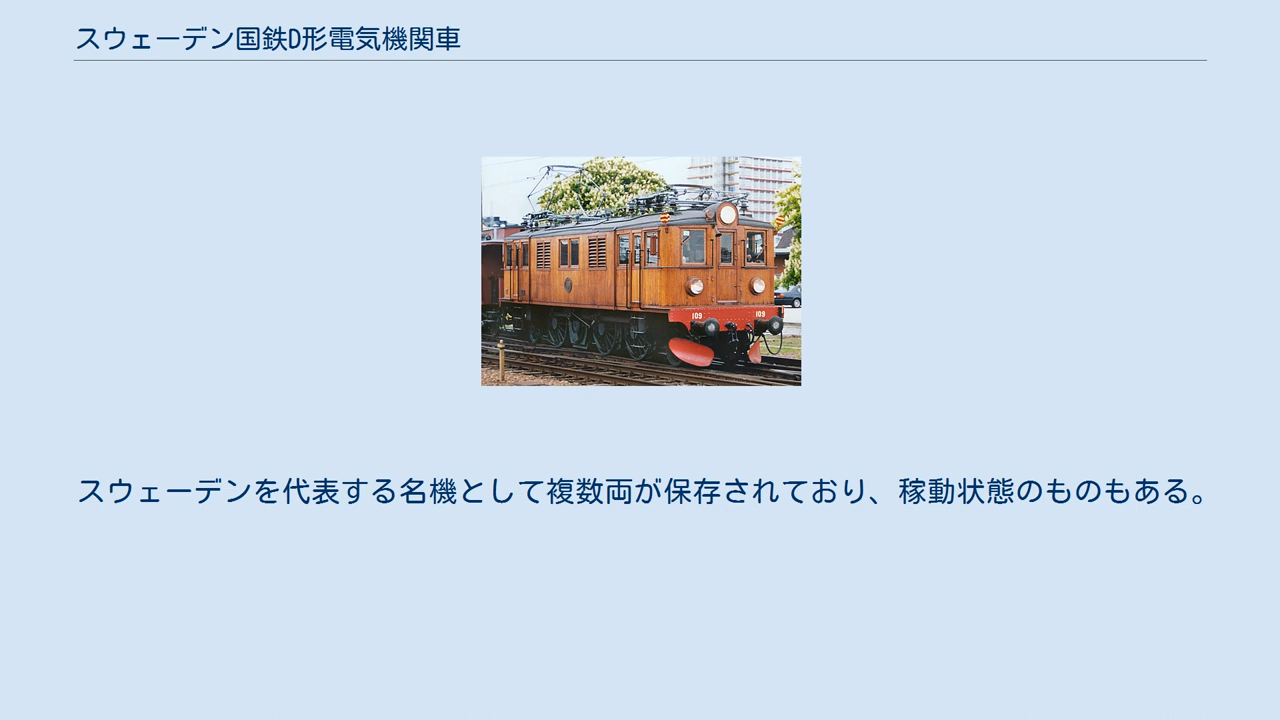 スウェーデン国鉄D形電気機関車
109
109
スウェーデンを代表する名機として複数両が保存されており、稼動状態のものもある。